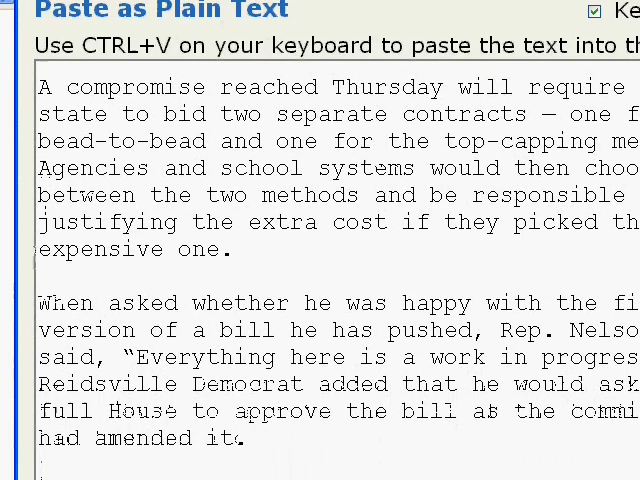 Paste as Plain Text
Ke
Use CTRL+V on your keyboard to paste the text into th
A compromise reached Thursday will require
state to bid two separate contracts — one f
bead-to-bead and one for the top-capping me
Agencies and school systems would then choo
between the two methods and be responsible
justifying the extra cost if they picked th
expensive one.
When asked whether he was happy with the fi
version of a bill he has pushed, Rep. Nelso
said, “Everything here is a work in progres
Reidsville Democrat added that he would ask
full House to approve the bill as the commi
had amended it.